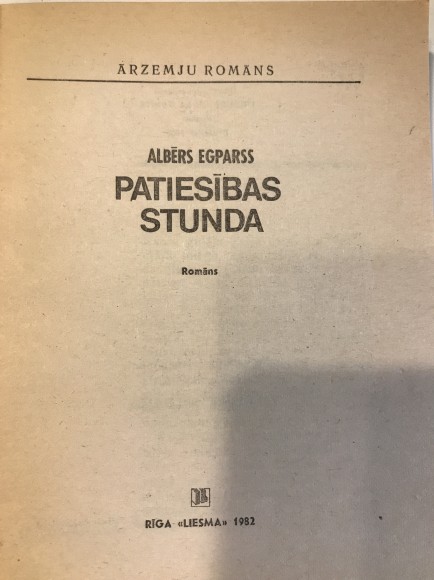 ĀRZEMJU ROMĀNS
ALBĒRS EGPARSS
PATIESĪBAS
STUNDA
Romāns
RĪGA «LIESMA» 1982